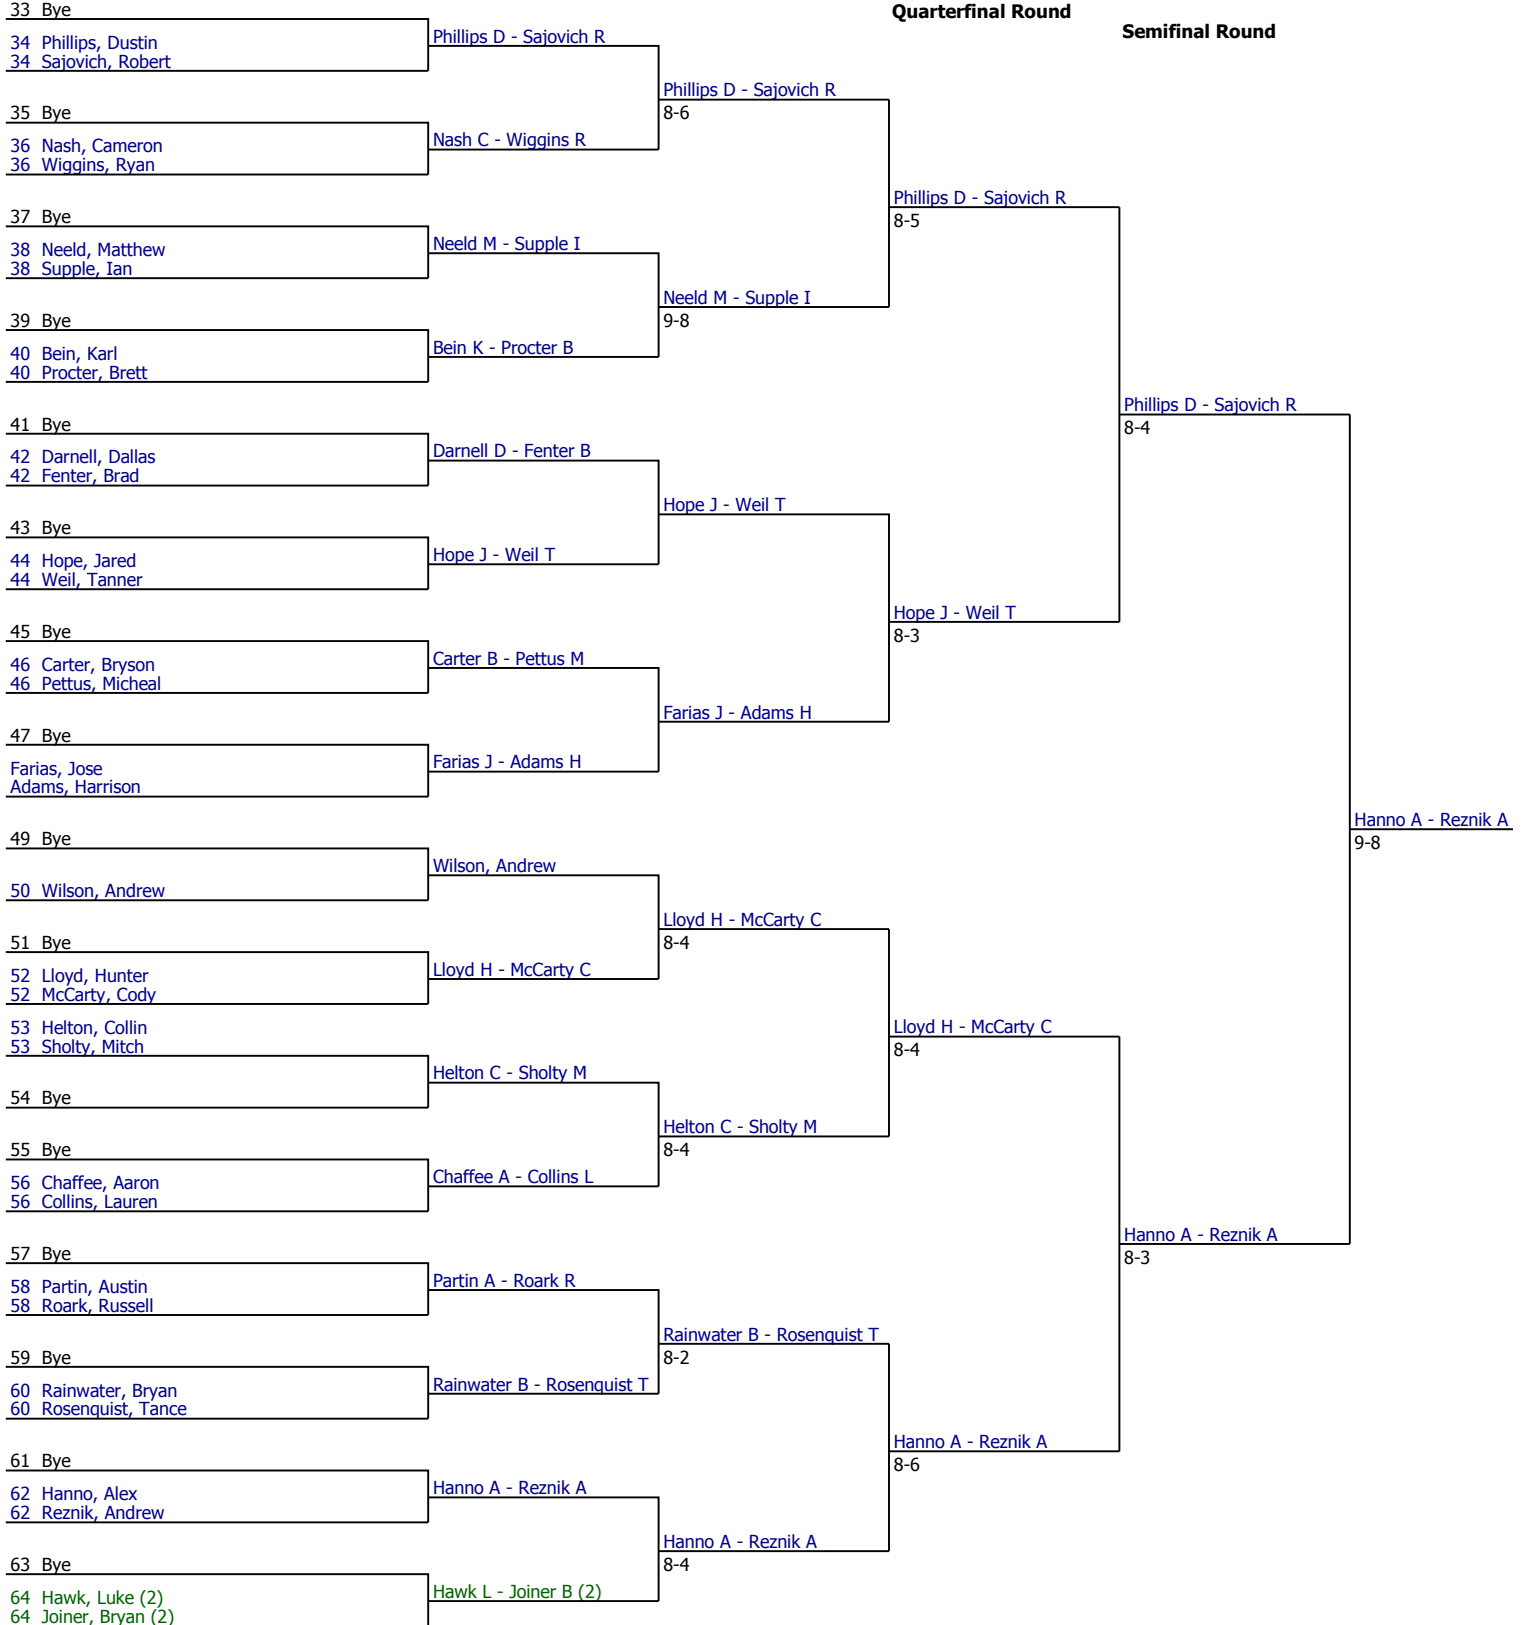 Quarterfinal Round
Semifinal Round
33 Bye
34 Phillips, Dustin
34 Sajovich, Robert
35 Bye
36 Nash, Cameron
36 Wiggins, Ryan
37 Bye
38 Neeld, Matthew
38 Supple, Ian
39 Bye
40 Bein, Karl
40 Procter, Brett
41 Bye
42 Darnell, Dallas
42 Fenter, Brad
43 Bye
44 Hope, Jared
44 Weil, Tanner
45 Bye
46 Carter, Bryson
46 Pettus, Micheal
47 Bye
Farias, Jose
Adams, Harrison
49 Bye
50 Wilson, Andrew
51 Bye
52 Lloyd, Hunter
52 McCarty, Cody
53 Helton, Collin
53 Sholty, Mitch
54 Bye
55 Bye
56 Chaffee, Aaron
56 Collins, Lauren
57 Bye
58 Partin, Austin
58 Roark, Russell
59 Bye
60 Rainwater, Bryan
60 Rosenquist, Tance
61 Bye
62 Hanno, Alex
62 Reznik, Andrew
63 Bye
64 Hawk, Luke (2)
64 Joiner, Bryan (2)
Phillips D - Sajovich R
Nash C - Wiggins R
Neeld M - Supple I
Bein K - Procter B
Darnell D - Fenter B
Hope J - Weil T
Carter B - Pettus M
Farias J - Adams H
Wilson, Andrew
Lloyd H - McCarty C
Helton C - Sholty M
Chaffee A - Collins L
Partin A - Roark R
Rainwater B - Rosenquist T
Hanno A - Reznik A
Hawk L - Joiner B (2)
Phillips D - Sajovich R
8-6
Neeld M - Supple I
9-8
Hope J - Weil T
Farias J - Adams H
Lloyd H - McCarty C
8-4
Helton C - Sholty M
8-4
Rainwater B - Rosenquist T
8-2
Hanno A - Reznik A
8-4
Phillips D - Sajovich R
8-5
Hope J - Weil T
8-3
Lloyd H - McCarty C
8-4
Hanno A - Reznik A
8-6
Phillips D - Sajovich R
8-4
Hanno A - Reznik A
8-3
Hanno A - Reznik A
9-8